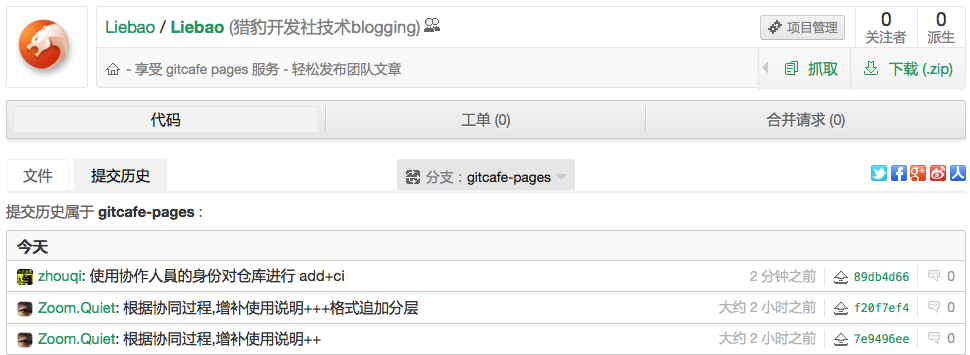 Liebao / Liebao (猎豹开发社技术blogging) 项目管理 0 关注者 0 派生
- 享受 gitcafe pages 服务 - 轻松发布团队文章 抓取 下载 (.zip)
代码 工单 (0) 合并请求 (0)
文件 提交历史 分支：gitcafe-pages
提交历史属于 gitcafe-pages：
今天
zhouqi: 使用协作人員的身份对仓库进行 add+ci 2 分钟之前 89db4d66 0
Zoom.Quiet: 根据协同过程,增补使用说明+++格式追加分层 大约 2 小时之前 f20f7ef4 0
Zoom.Quiet: 根据协同过程,增补使用说明++ 大约 2 小时之前 7e9496ee 0